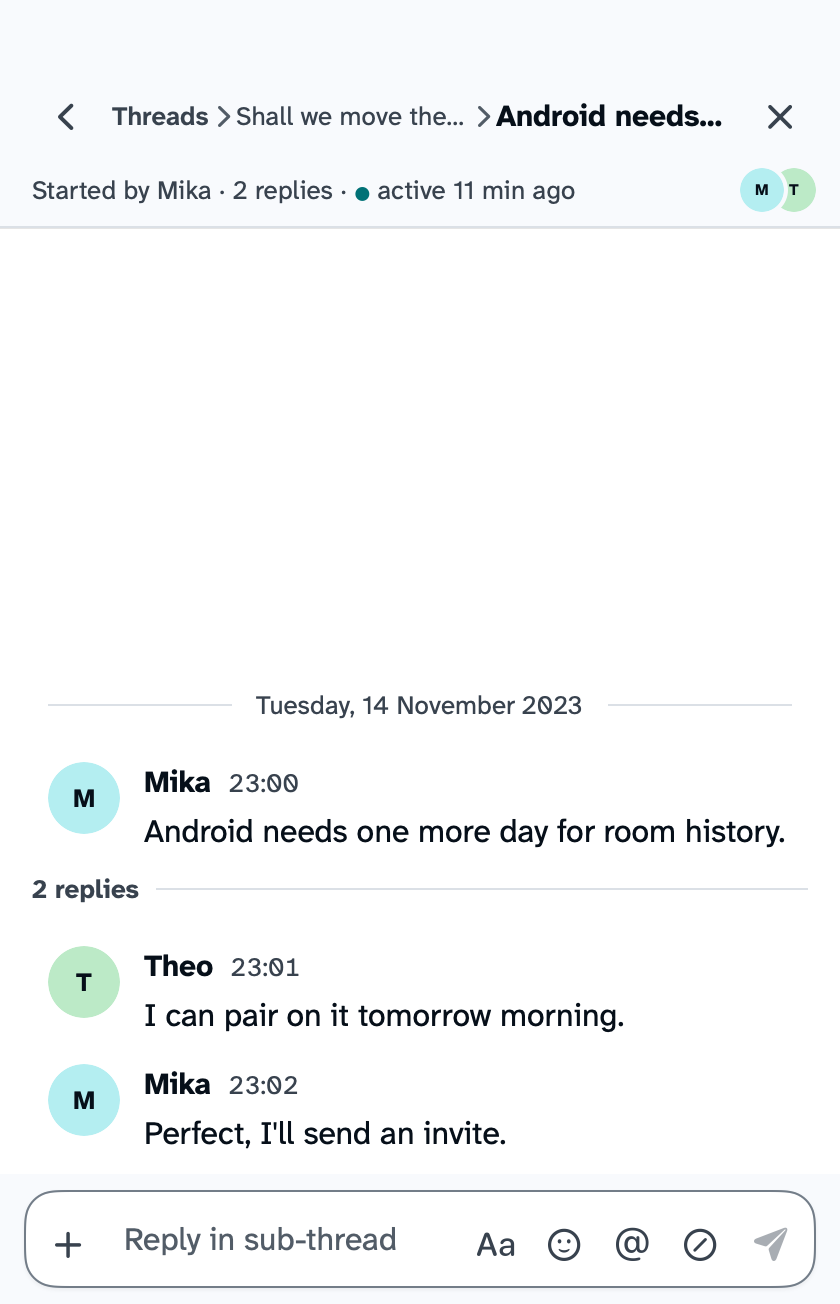 Threads > Shall we move the... > Android needs...
Started by Mika · 2 replies · active 11 min ago
M T
Tuesday, 14 November 2023
M
Mika 23:00
Android needs one more day for room history.
2 replies
T
Theo 23:01
I can pair on it tomorrow morning.
M
Mika 23:02
Perfect, I'll send an invite.
Reply in sub-thread
Aa @